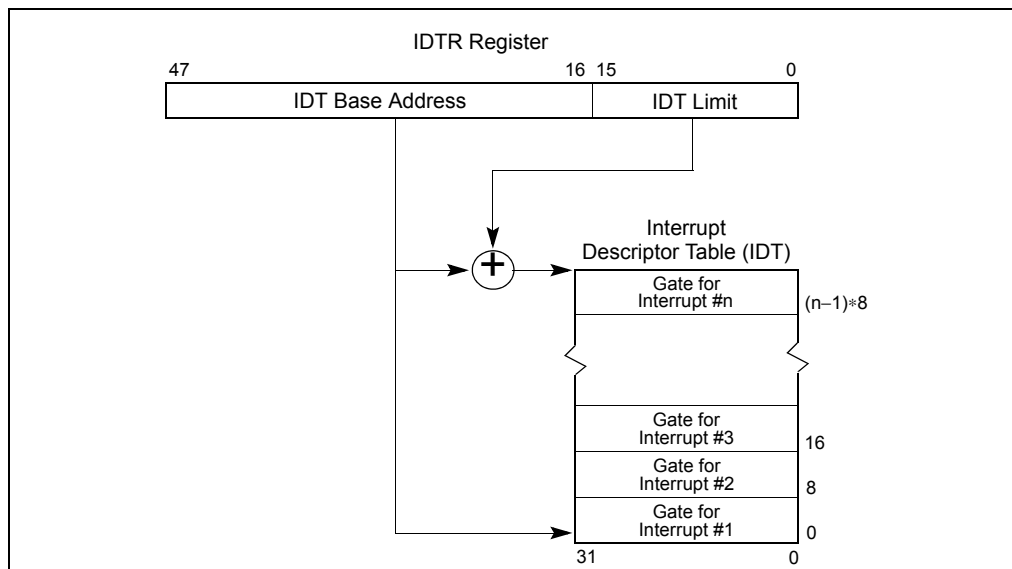 IDTR Register
47 16 15 0
IDT Base Address IDT Limit
+
Interrupt
Descriptor Table (IDT)
Gate for
Interrupt #n
(n–1)∗8
Gate for
Interrupt #3
16
Gate for
Interrupt #2
8
Gate for
Interrupt #1
0
31 0